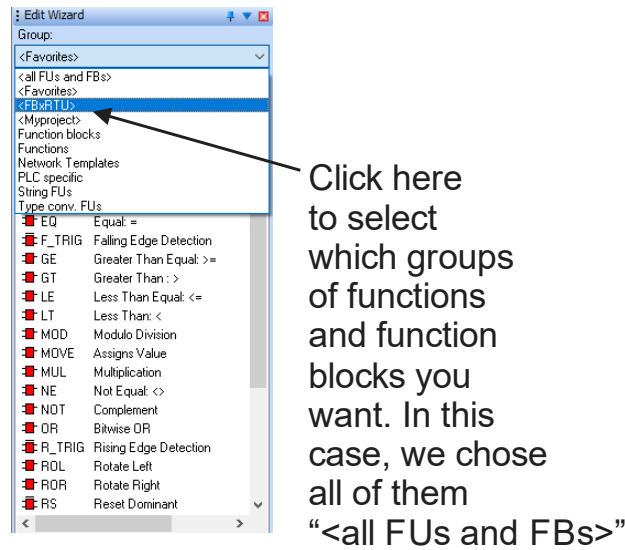 Edit Wizard
Group:
<Favorites>
<all FUs and FBs>
<Favorites>
<FBxRTU>
<Myproject>
Function blocks
Functions
Network Templates
PLC specific
String FUs
Type conv. FUs
EQ Equal: =
F_TRIG Falling Edge Detection
GE Greater Than Equal: >=
GT Greater Than : >
LE Less Than Equal: <=
LT Less Than: <
MOD Modulo Division
MOVE Assigns Value
MUL Multiplication
NE Not Equal: <>
NOT Complement
OR Bitwise OR
R_TRIG Rising Edge Detection
ROL Rotate Left
ROR Rotate Right
RS Reset Dominant
Click here
to select
which groups
of functions
and function
blocks you
want. In this
case, we chose
all of them
“<all FUs and FBs>”